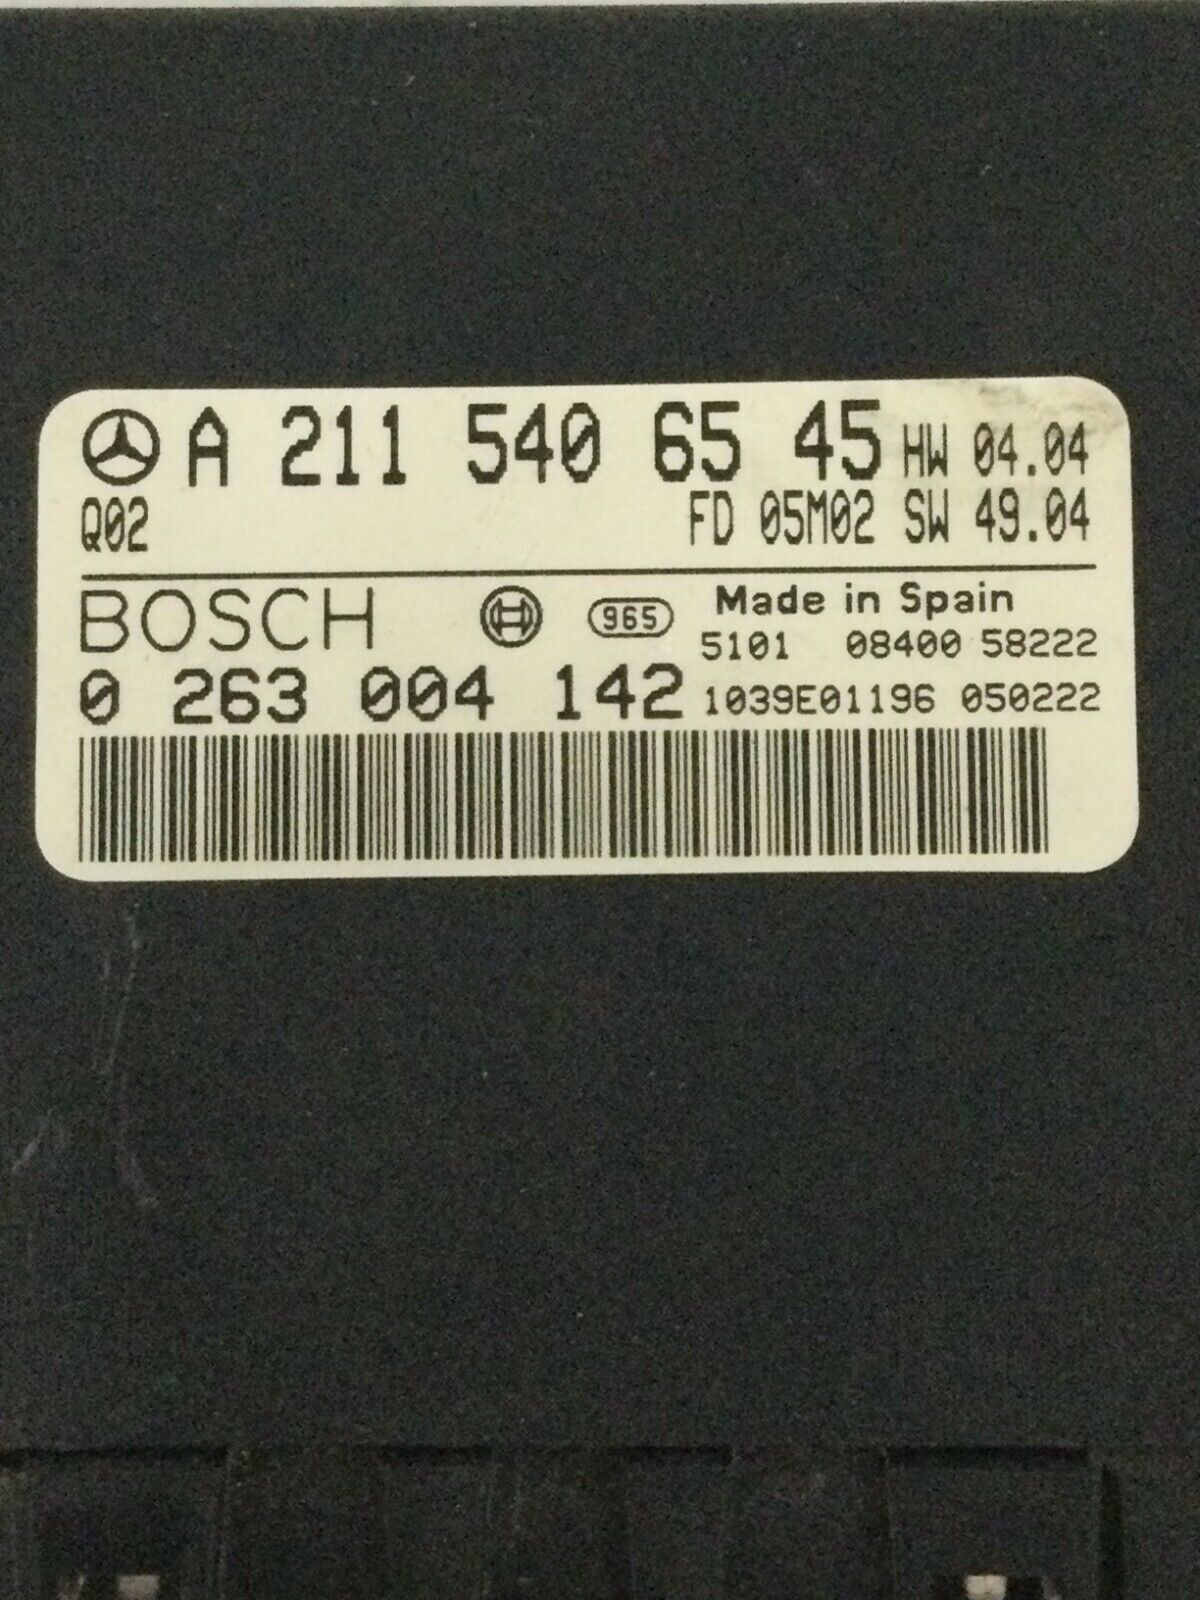 A 211 540 65 45 HW 04.04
Q02 FD 05M02 SW 49.04
BOSCH 965 Made in Spain
5101 08400 58222
0 263 004 142 1039E01196 050222